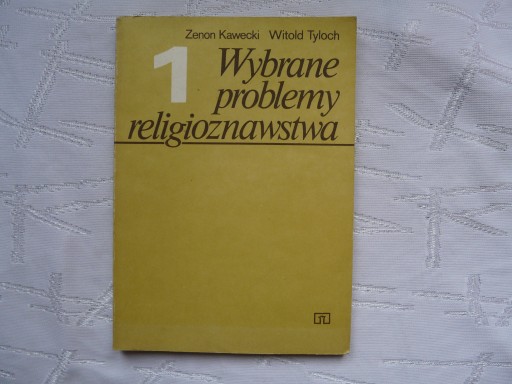 Zenon Kawecki Witold Tyloch
1 Wybrane
problemy
religioznawstwa